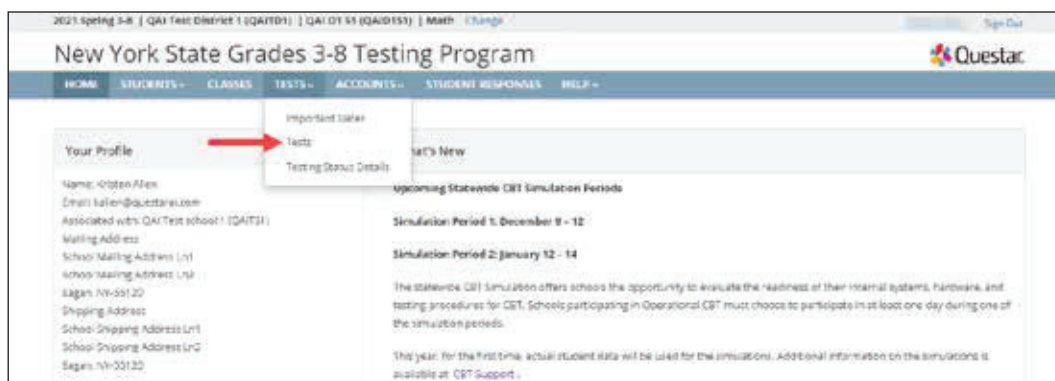 2021 Spring 3-8 | QAI Test District 1 (QAITD1) | QAI D1 S1 (QAID1S1) | Math Change
Sign Out
New York State Grades 3-8 Testing Program
Questar
HOME STUDENTS CLASSES TESTS ACCOUNTS STUDENT RESPONSES HELP
Important Dates
Tests
Testing Status Details
Your Profile
at's New
Name: Kristen Allen
Email: kallen@questarai.com
Associated with: QAI Test school 1 (QAITS1)
Mailing Address
School Mailing Address Ln1
School Mailing Address Ln2
Eagan, NY-55120
Shipping Address
School Shipping Address Ln1
School Shipping Address Ln2
Eagan, NY-55120
Upcoming Statewide CBT Simulation Periods
Simulation Period 1: December 9 - 12
Simulation Period 2: January 12 - 14
The statewide CBT Simulation offers schools the opportunity to evaluate the readiness of their internal systems, hardware, and
testing procedures for CBT. Schools participating in Operational CBT must choose to participate in at least one day during one of
the simulation periods.
This year, for the first time, actual student data will be used for the simulations. Additional information on the simulations is
available at CBT Support.